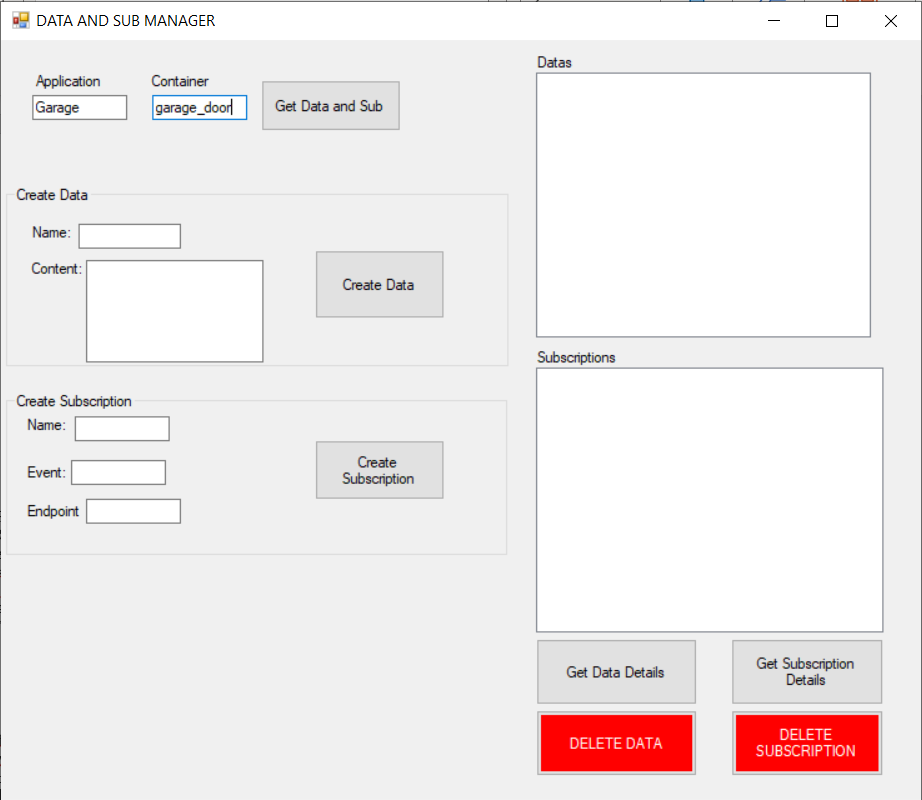 DATA AND SUB MANAGER
Application
Container
Garage
garage_door
Get Data and Sub
Create Data
Name:
Content:
Create Data
Create Subscription
Name:
Event:
Endpoint
Create
Subscription
Datas
Subscriptions
Get Data Details
Get Subscription
Details
DELETE DATA
DELETE
SUBSCRIPTION